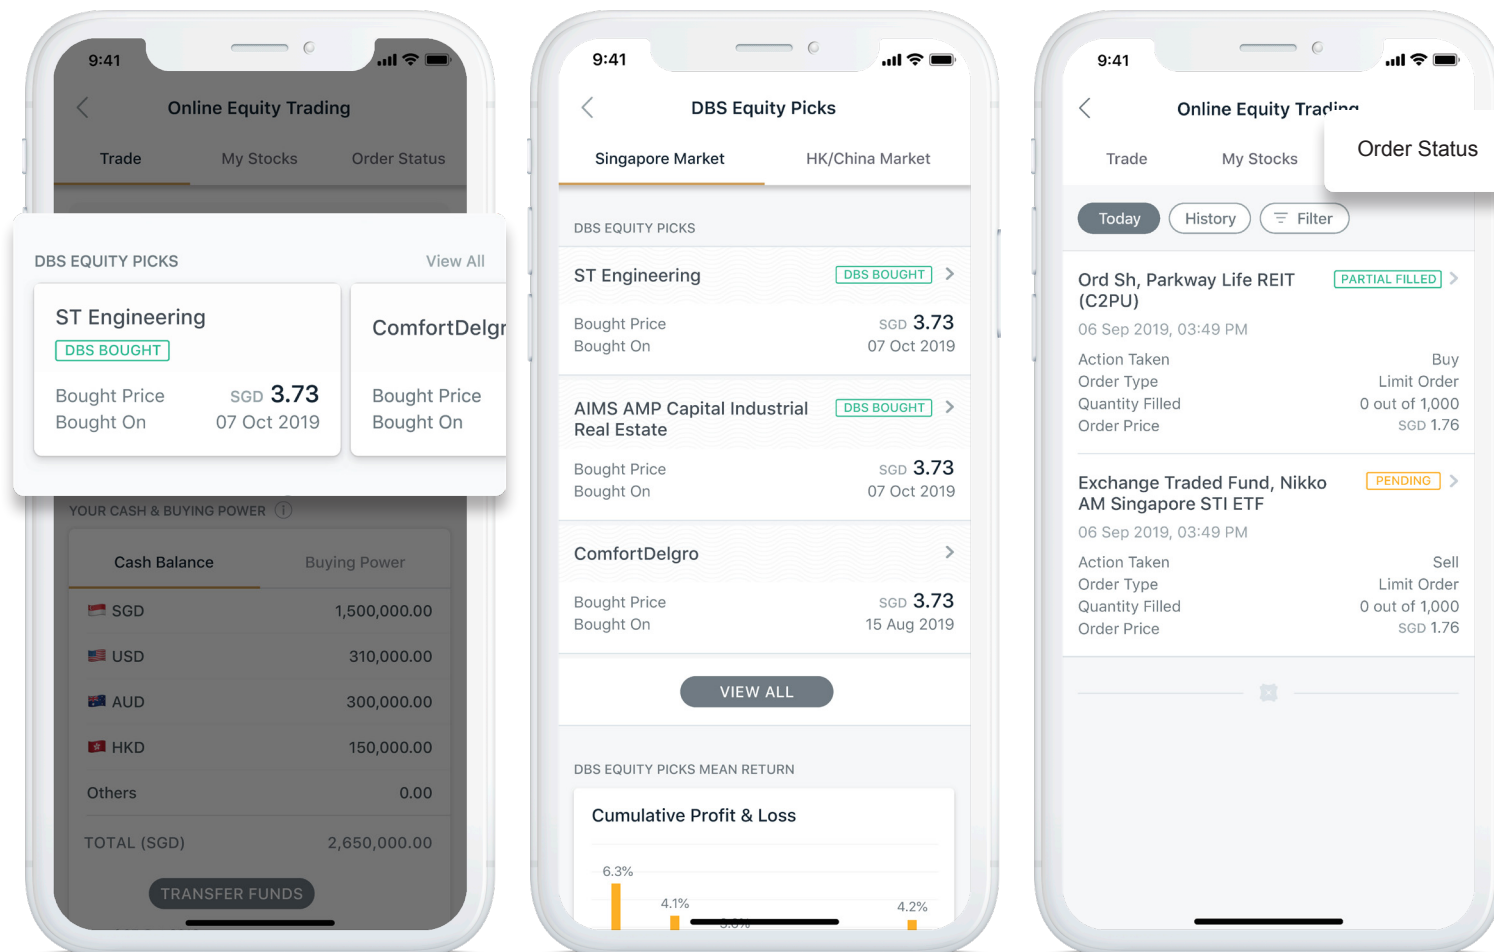 9:41
Online Equity Trading
Trade My Stocks Order Status
DBS EQUITY PICKS View All
ST Engineering
DBS BOUGHT
Bought Price SGD 3.73
Bought On 07 Oct 2019
ComfortDelgr
Bought Price
Bought On
YOUR CASH & BUYING POWER
Cash Balance Buying Power
SGD 1,500,000.00
USD 310,000.00
AUD 300,000.00
HKD 150,000.00
Others 0.00
TOTAL (SGD) 2,650,000.00
TRANSFER FUNDS
9:41
DBS Equity Picks
Singapore Market HK/China Market
DBS EQUITY PICKS
ST Engineering DBS BOUGHT
Bought Price SGD 3.73
Bought On 07 Oct 2019
AIMS AMP Capital Industrial DBS BOUGHT
Real Estate
Bought Price SGD 3.73
Bought On 07 Oct 2019
ComfortDelgro
Bought Price SGD 3.73
Bought On 15 Aug 2019
VIEW ALL
DBS EQUITY PICKS MEAN RETURN
Cumulative Profit & Loss
6.3%
4.1%
4.2%
9:41
Online Equity Trading
Trade My Stocks Order Status
Today History Filter
Ord Sh, Parkway Life REIT PARTIAL FILLED
(C2PU)
06 Sep 2019, 03:49 PM
Action Taken Buy
Order Type Limit Order
Quantity Filled 0 out of 1,000
Order Price SGD 1.76
Exchange Traded Fund, Nikko PENDING
AM Singapore STI ETF
06 Sep 2019, 03:49 PM
Action Taken Sell
Order Type Limit Order
Quantity Filled 0 out of 1,000
Order Price SGD 1.76